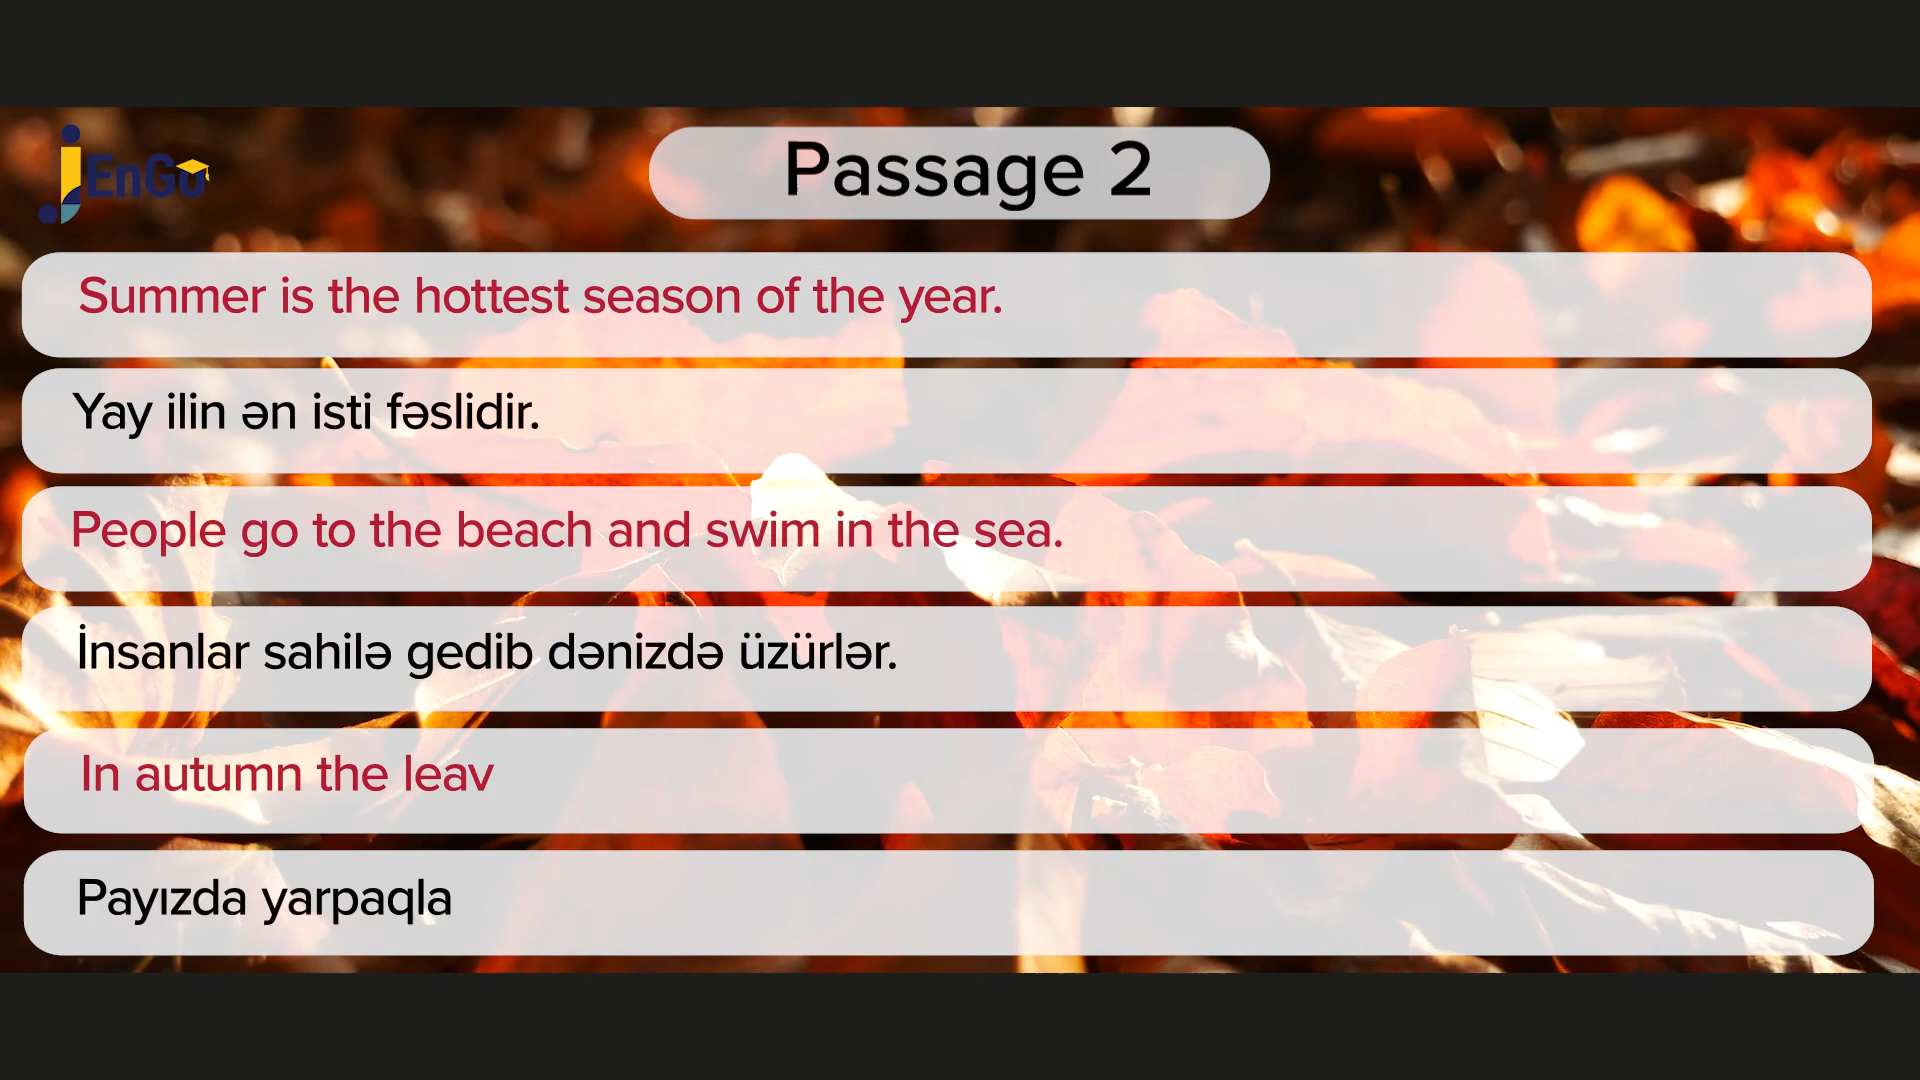 jEnGo
Passage 2
Summer is the hottest season of the year.
Yay ilin ən isti fəslidir.
People go to the beach and swim in the sea.
İnsanlar sahilə gedib dənizdə üzürlər.
In autumn the leav
Payızda yarpaqla